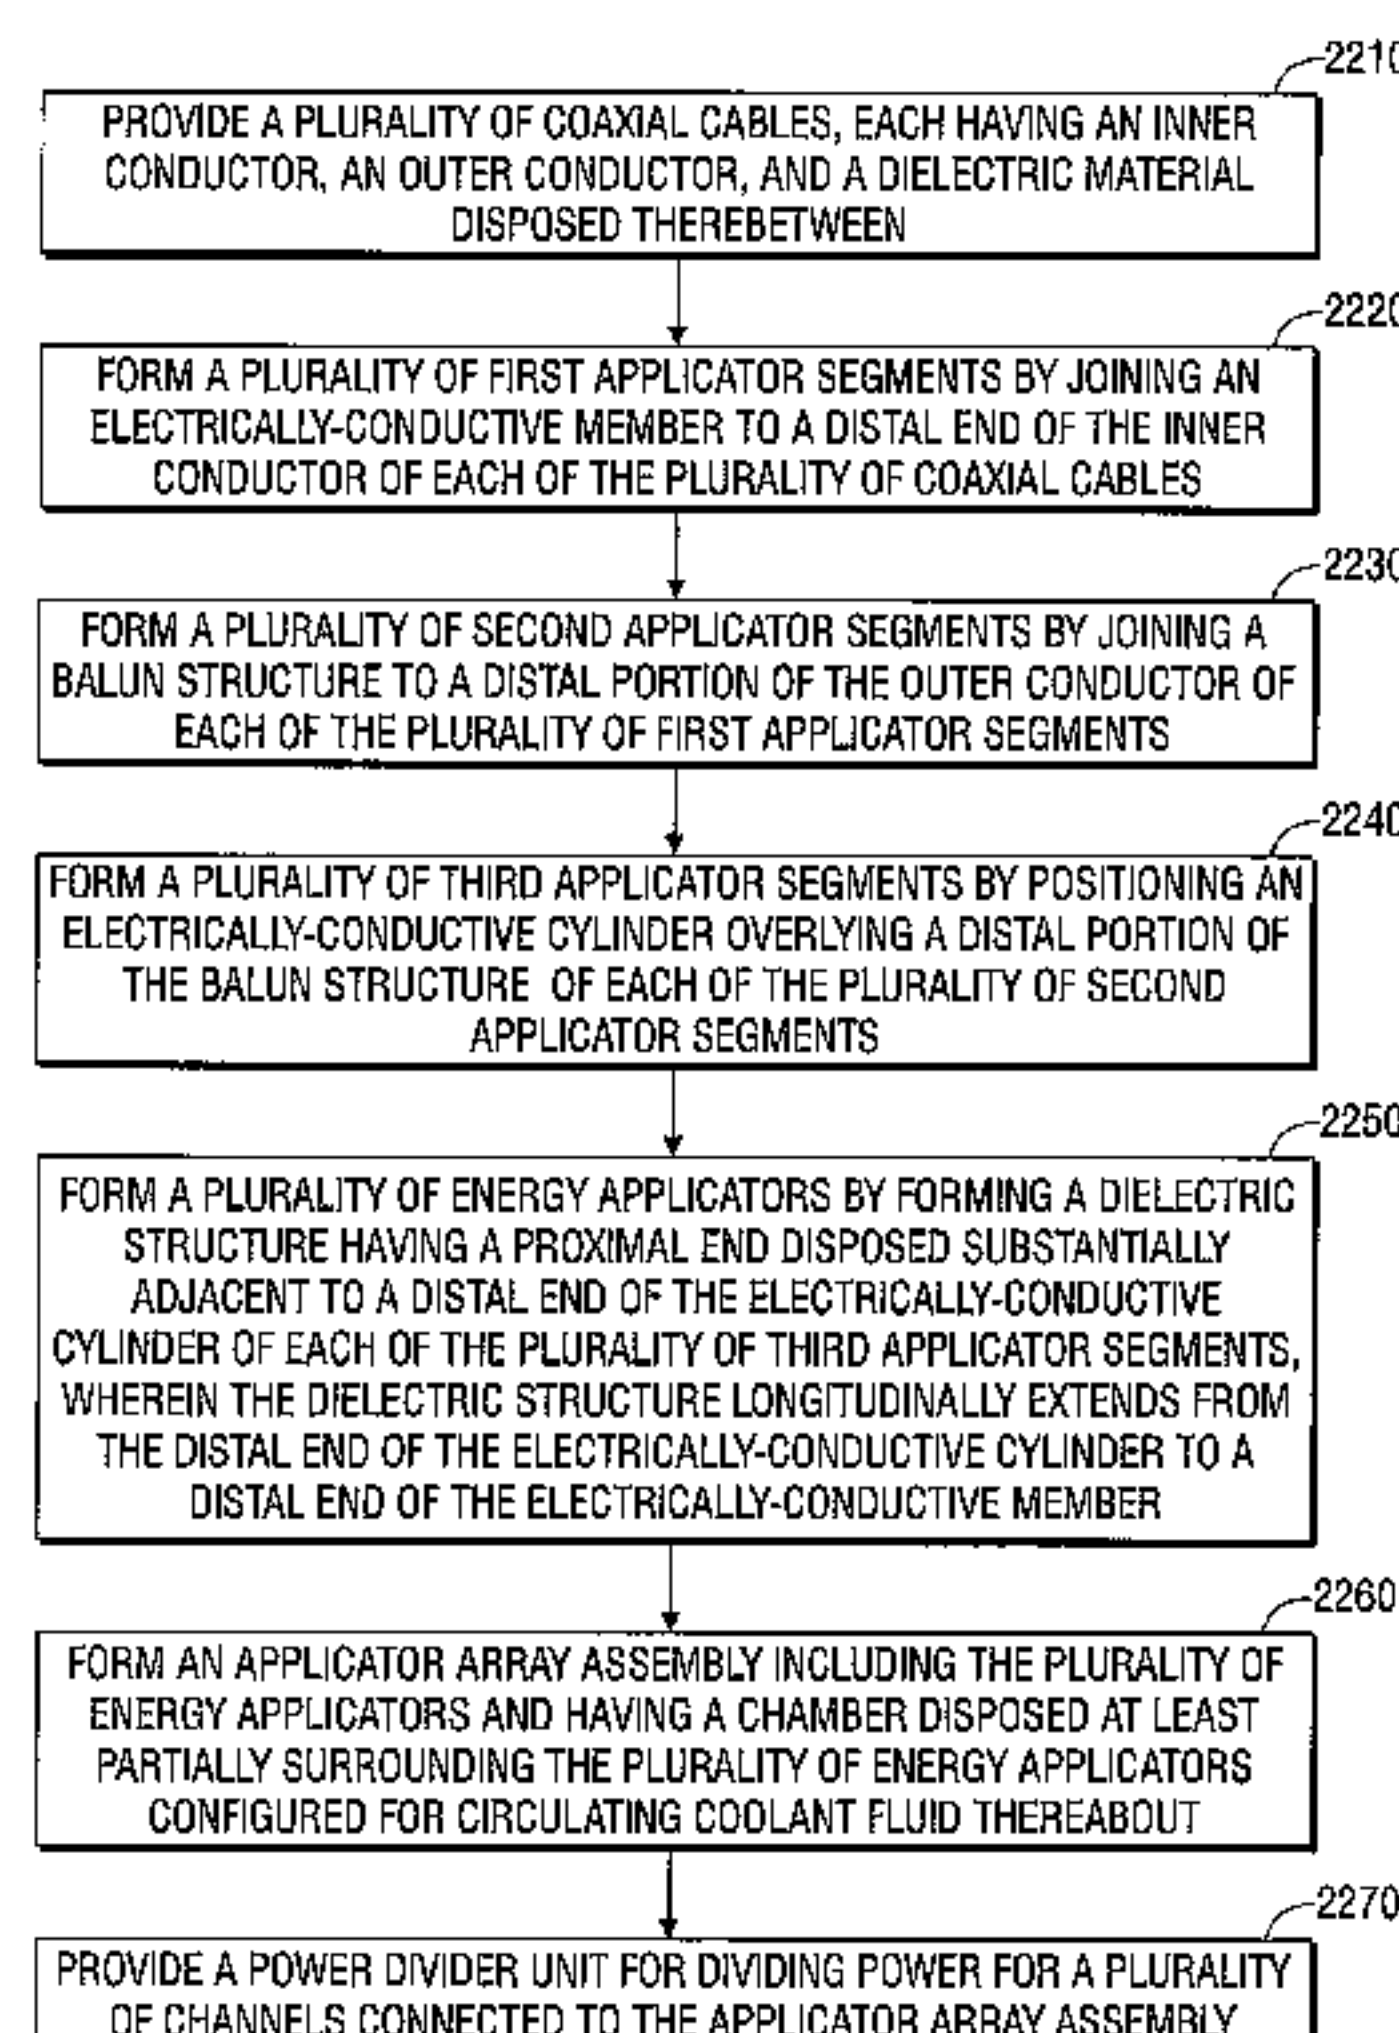 2210
PROVIDE A PLURALITY OF COAXIAL CABLES, EACH HAVING AN INNER
CONDUCTOR, AN OUTER CONDUCTOR, AND A DIELECTRIC MATERIAL
DISPOSED THEREBETWEEN
2220
FORM A PLURALITY OF FIRST APPLICATOR SEGMENTS BY JOINING AN
ELECTRICALLY-CONDUCTIVE MEMBER TO A DISTAL END OF THE INNER
CONDUCTOR OF EACH OF THE PLURALITY OF COAXIAL CABLES
2230
FORM A PLURALITY OF SECOND APPLICATOR SEGMENTS BY JOINING A
BALUN STRUCTURE TO A DISTAL PORTION OF THE OUTER CONDUCTOR OF
EACH OF THE PLURALITY OF FIRST APPLICATOR SEGMENTS
2240
FORM A PLURALITY OF THIRD APPLICATOR SEGMENTS BY POSITIONING AN
ELECTRICALLY-CONDUCTIVE CYLINDER OVERLYING A DISTAL PORTION OF
THE BALUN STRUCTURE OF EACH OF THE PLURALITY OF SECOND
APPLICATOR SEGMENTS
2250
FORM A PLURALITY OF ENERGY APPLICATORS BY FORMING A DIELECTRIC
STRUCTURE HAVING A PROXIMAL END DISPOSED SUBSTANTIALLY
ADJACENT TO A DISTAL END OF THE ELECTRICALLY-CONDUCTIVE
CYLINDER OF EACH OF THE PLURALITY OF THIRD APPLICATOR SEGMENTS,
WHEREIN THE DIELECTRIC STRUCTURE LONGITUDINALLY EXTENDS FROM
THE DISTAL END OF THE ELECTRICALLY-CONDUCTIVE CYLINDER TO A
DISTAL END OF THE ELECTRICALLY-CONDUCTIVE MEMBER
2260
FORM AN APPLICATOR ARRAY ASSEMBLY INCLUDING THE PLURALITY OF
ENERGY APPLICATORS AND HAVING A CHAMBER DISPOSED AT LEAST
PARTIALLY SURROUNDING THE PLURALITY OF ENERGY APPLICATORS
CONFIGURED FOR CIRCULATING COOLANT FLUID THEREABOUT
2270
PROVIDE A POWER DIVIDER UNIT FOR DIVIDING POWER FOR A PLURALITY
OF CHANNELS CONNECTED TO THE APPLICATOR ARRAY ASSEMBLY